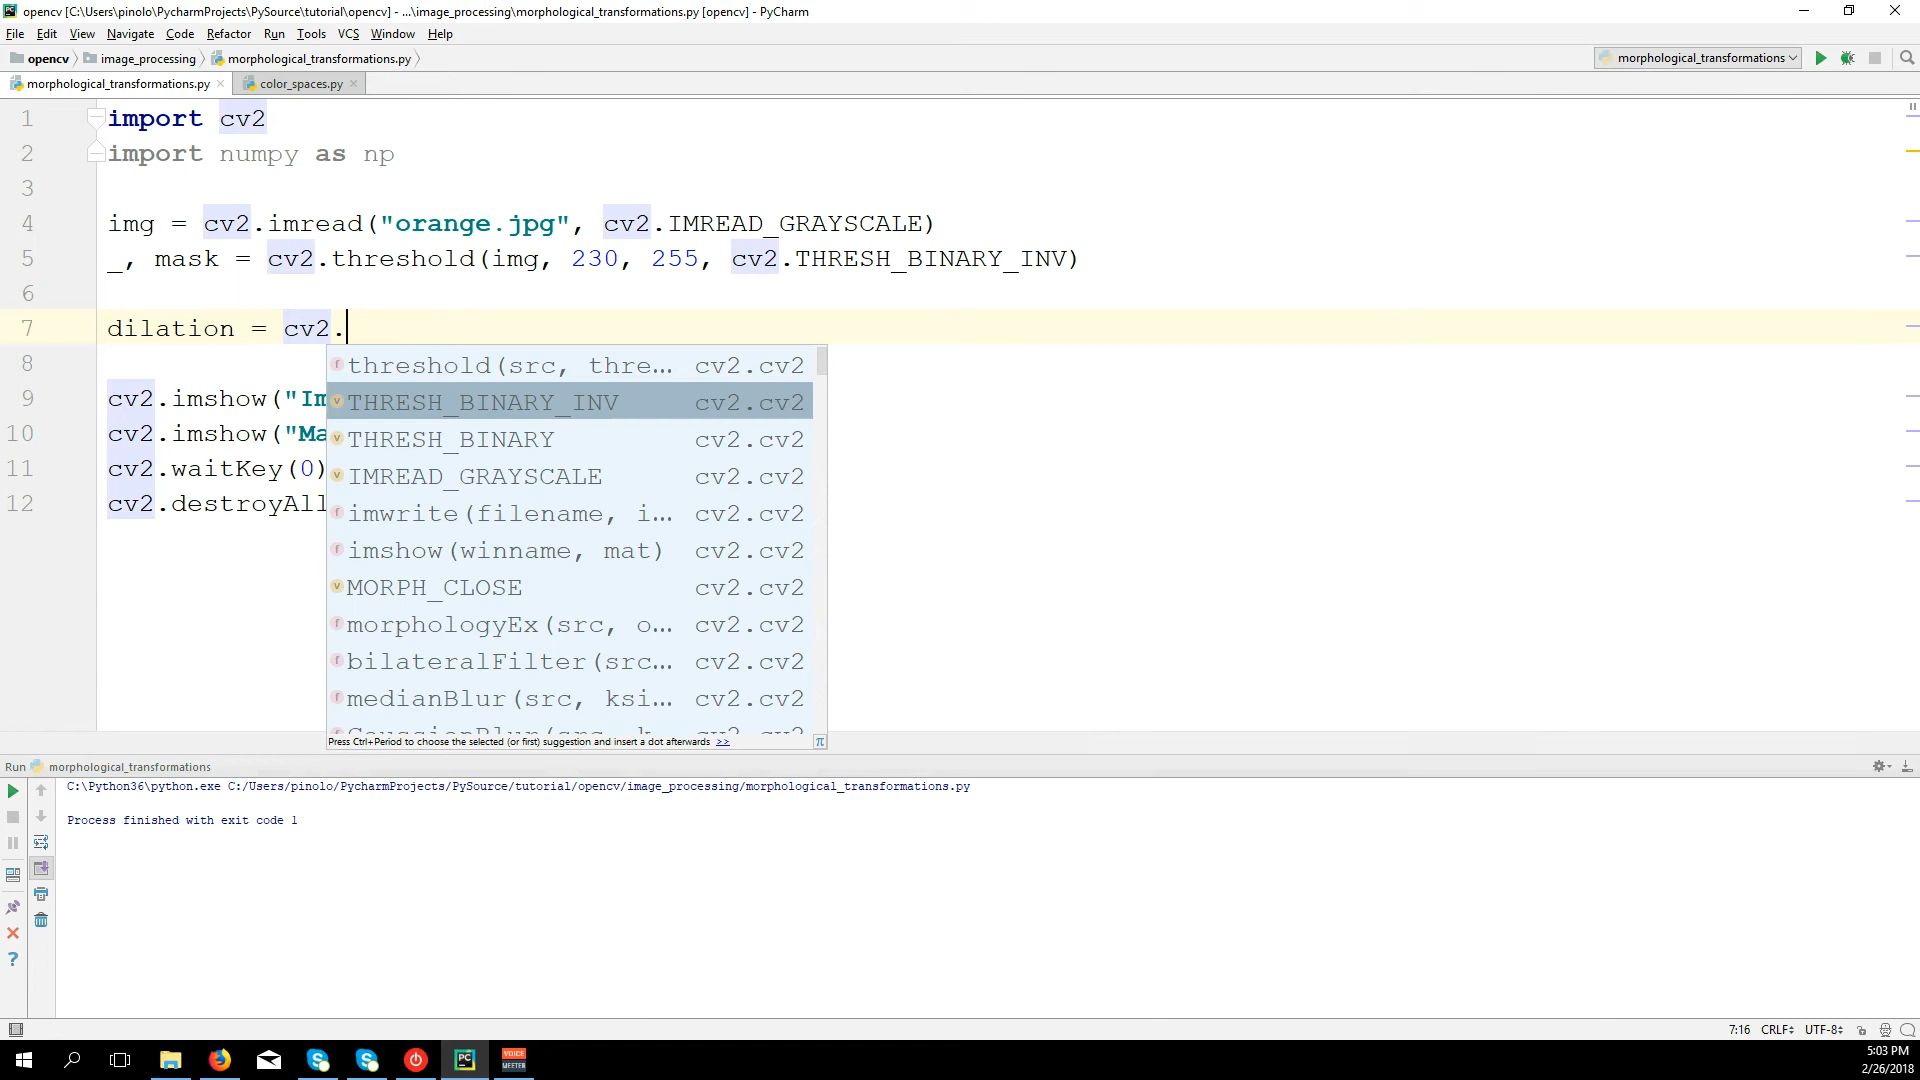 opencv [C:\Users\pinolo\PycharmProjects\PySource\tutorial\opencv] - ...\image_processing\morphological_transformations.py [opencv] - PyCharm
File Edit View Navigate Code Refactor Run Tools VCS Window Help
opencv image_processing morphological_transformations.py morphological_transformations
morphological_transformations.py color_spaces.py
1 import cv2
2 import numpy as np
3
4 img = cv2.imread("orange.jpg", cv2.IMREAD_GRAYSCALE)
5 _, mask = cv2.threshold(img, 230, 255, cv2.THRESH_BINARY_INV)
6
7 dilation = cv2.
8
9 cv2.imshow("Im
10 cv2.imshow("Ma
11 cv2.waitKey(0)
12 cv2.destroyAll
threshold(src, thre... cv2.cv2
THRESH_BINARY_INV cv2.cv2
THRESH_BINARY cv2.cv2
IMREAD_GRAYSCALE cv2.cv2
imwrite(filename, i... cv2.cv2
imshow(winname, mat) cv2.cv2
MORPH_CLOSE cv2.cv2
morphologyEx(src, o... cv2.cv2
bilateralFilter(src... cv2.cv2
medianBlur(src, ksi... cv2.cv2
Press Ctrl+Period to choose the selected (or first) suggestion and insert a dot afterwards >> π
Run morphological_transformations
C:\Python36\python.exe C:/Users/pinolo/PycharmProjects/PySource/tutorial/opencv/image_processing/morphological_transformations.py
Process finished with exit code 1
7:16 CRLF UTF-8
VOICE
MEETER
PC
5:03 PM
2/26/2018